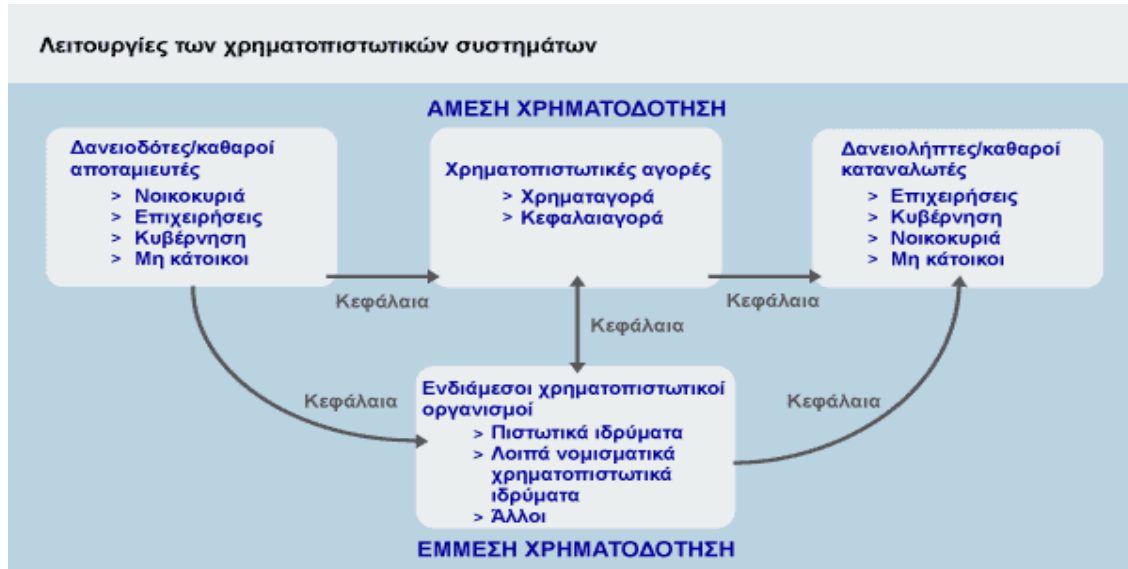 Λειτουργίες των χρηματοπιστωτικών συστημάτων
ΑΜΕΣΗ ΧΡΗΜΑΤΟΔΟΤΗΣΗ
Δανειοδότες/καθαροί
αποταμιευτές
> Νοικοκυριά
> Επιχειρήσεις
> Κυβέρνηση
> Μη κάτοικοι
Χρηματοπιστωτικές αγορές
> Χρηματαγορά
> Κεφαλαιαγορά
Δανειολήπτες/καθαροί
καταναλωτές
> Επιχειρήσεις
> Κυβέρνηση
> Νοικοκυριά
> Μη κάτοικοι
Κεφάλαια
Κεφάλαια
Κεφάλαια
Κεφάλαια
Κεφάλαια
Ενδιάμεσοι χρηματοπιστωτικοί
οργανισμοί
> Πιστωτικά ιδρύματα
> Λοιπά νομισματικά
χρηματοπιστωτικά
ιδρύματα
> Άλλοι
ΕΜΜΕΣΗ ΧΡΗΜΑΤΟΔΟΤΗΣΗ